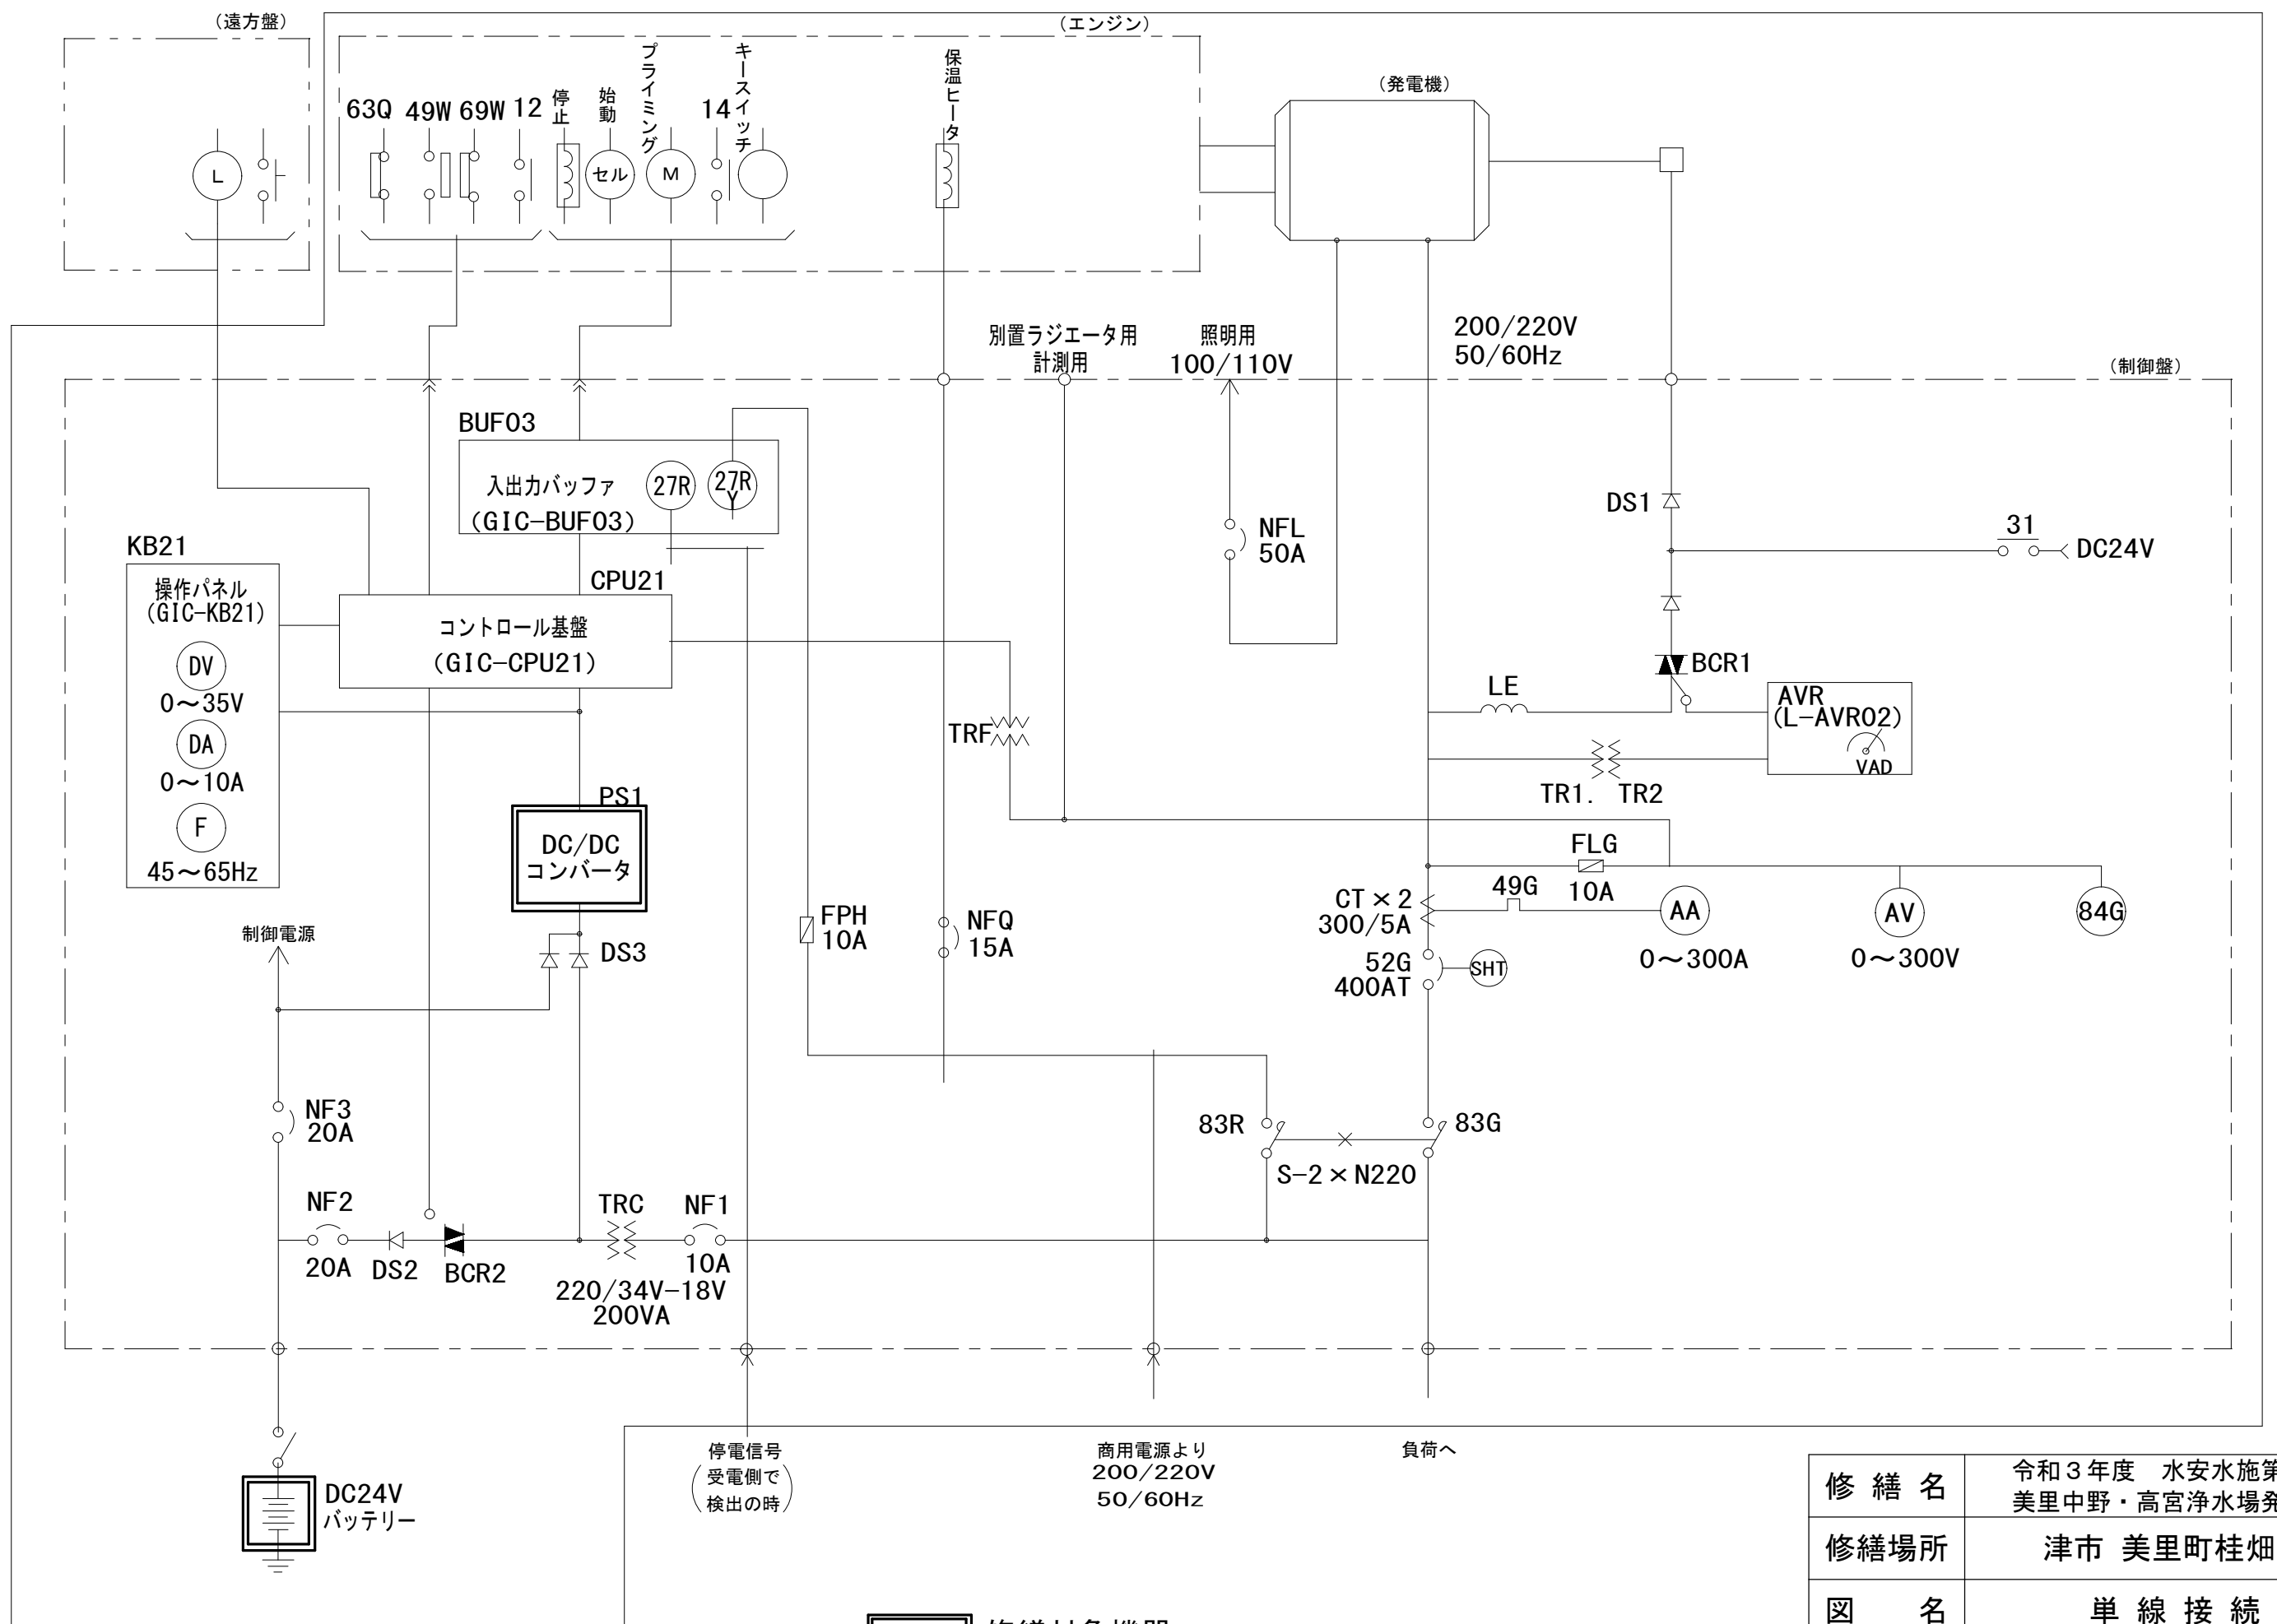 (遠方盤)
(エンジン)
63Q
49W
69W
12
停止
始動
プライミング
14
キースイッチ
保温ヒータ
(発電機)
L
セル
M
別置ラジエータ用
計測用
照明用
100/110V
200/220V
50/60Hz
(制御盤)
BUF03
入出力バッファ
(GIC-BUF03)
27R
27R
Y
NFL
50A
DS1
31
DC24V
KB21
操作パネル
(GIC-KB21)
DV
0～35V
DA
0～10A
F
45～65Hz
CPU21
コントロール基盤
(GIC-CPU21)
BCR1
LE
AVR
(L-AVR02)
VAD
TRF
TR1. TR2
PS1
DC/DC
コンバータ
FLG
10A
49G
CT×2
300/5A
AA
0～300A
AV
0～300V
84G
制御電源
DS3
FPH
10A
NFQ
15A
52G
400AT
SHT
NF3
20A
83R
83G
S-2×N220
NF2
20A
DS2
BCR2
TRC
220/34V-18V
200VA
NF1
10A
停電信号
(受電側で
検出の時)
商用電源より
200/220V
50/60Hz
負荷へ
DC24V
バッテリー
修繕名
令和3年度 水安水施第
美里中野・高宮浄水場発
修繕場所
津市 美里町桂畑
図名
単線接続